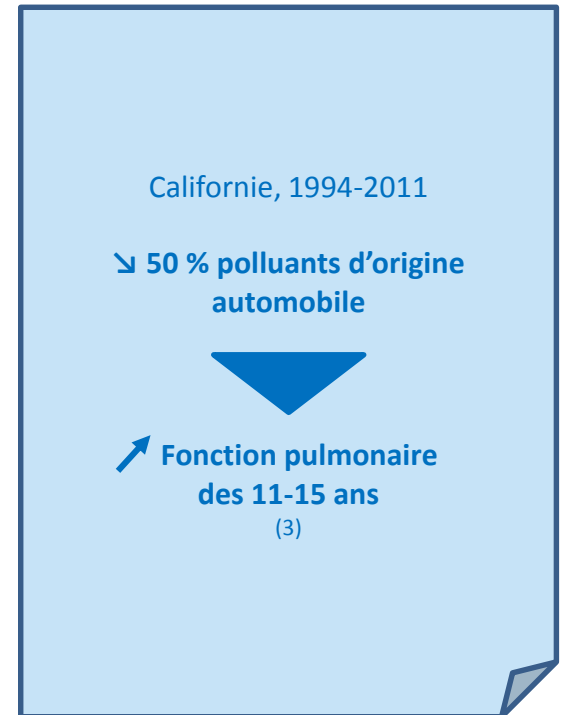 Californie, 1994-2011
↘ 50 % polluants d'origine
automobile
↗ Fonction pulmonaire
des 11-15 ans
(3)